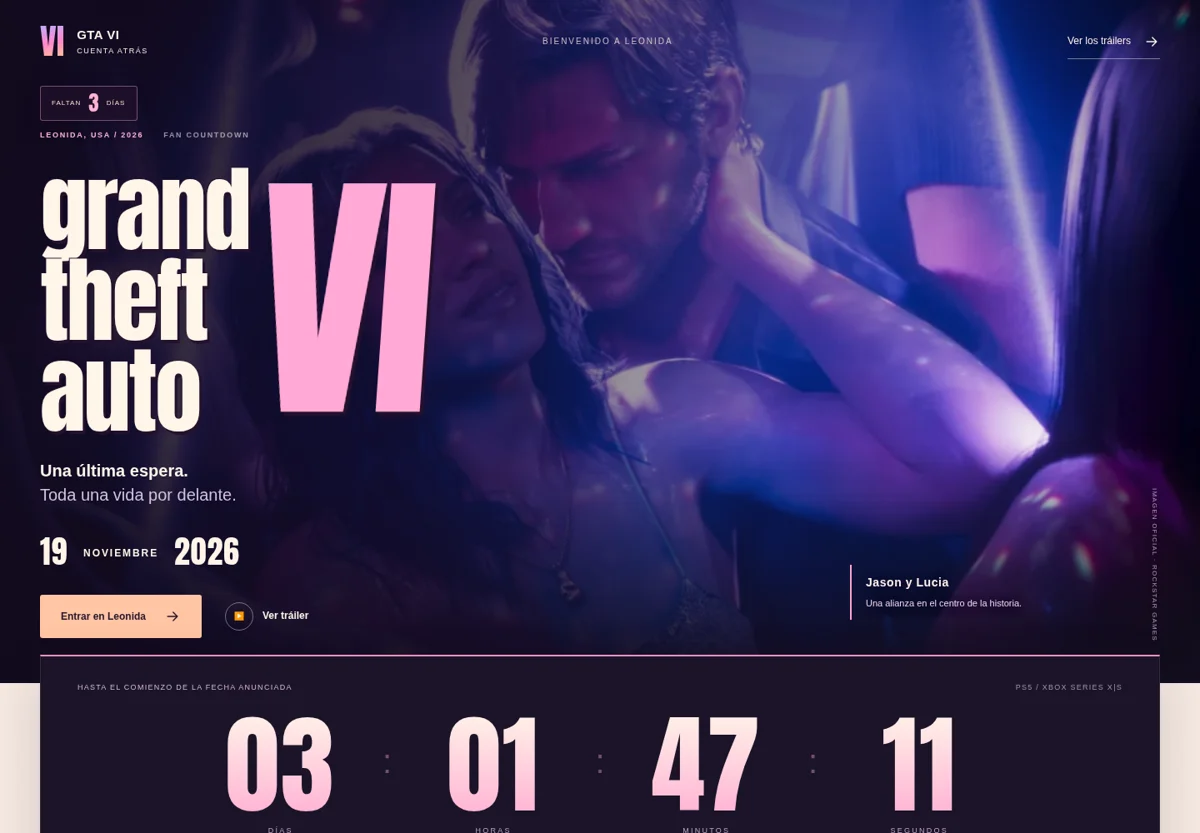 VI
GTA VI
CUENTA ATRÁS
BIENVENIDO A LEONIDA
Ver los tráilers
FALTAN 3 DÍAS
LEONIDA, USA / 2026 FAN COUNTDOWN
grand
theft
auto
VI
Una última espera.
Toda una vida por delante.
19 NOVIEMBRE 2026
Entrar en Leonida
Ver tráiler
Jason y Lucia
Una alianza en el centro de la historia.
IMAGEN OFICIAL · ROCKSTAR GAMES
HASTA EL COMIENZO DE LA FECHA ANUNCIADA
PS5 / XBOX SERIES X|S
03 : 01 : 47 : 11
DÍAS HORAS MINUTOS SEGUNDOS